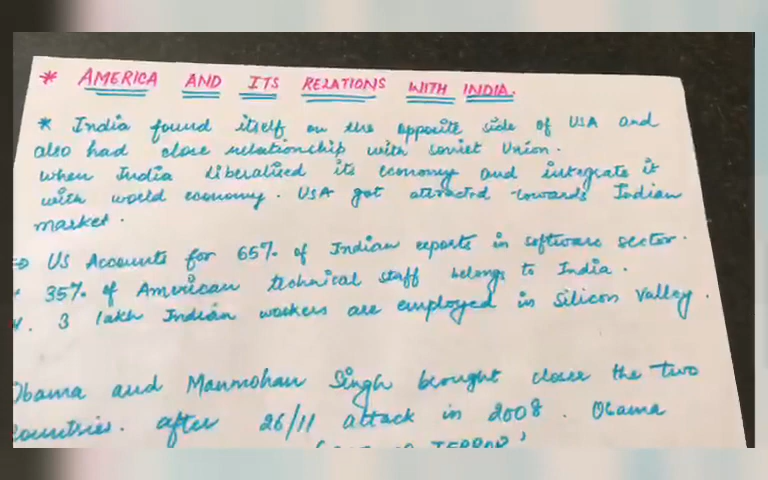 * AMERICA AND ITS RELATIONS WITH INDIA.
* India found itself on the opposite side of USA and
also had close relationship with soviet Union.
when India liberalised its economy and integrate it
with world economy. USA got attracted towards Indian
market.
⇒ US Accounts for 65% of Indian exports in software sector.
35% of American technical staff belongs to India.
3 lakh Indian workers are employed in Silicon Valley.
Obama and Manmohan Singh brought close the two
countries. after 26/11 attack in 2008. Obama
TERROR'